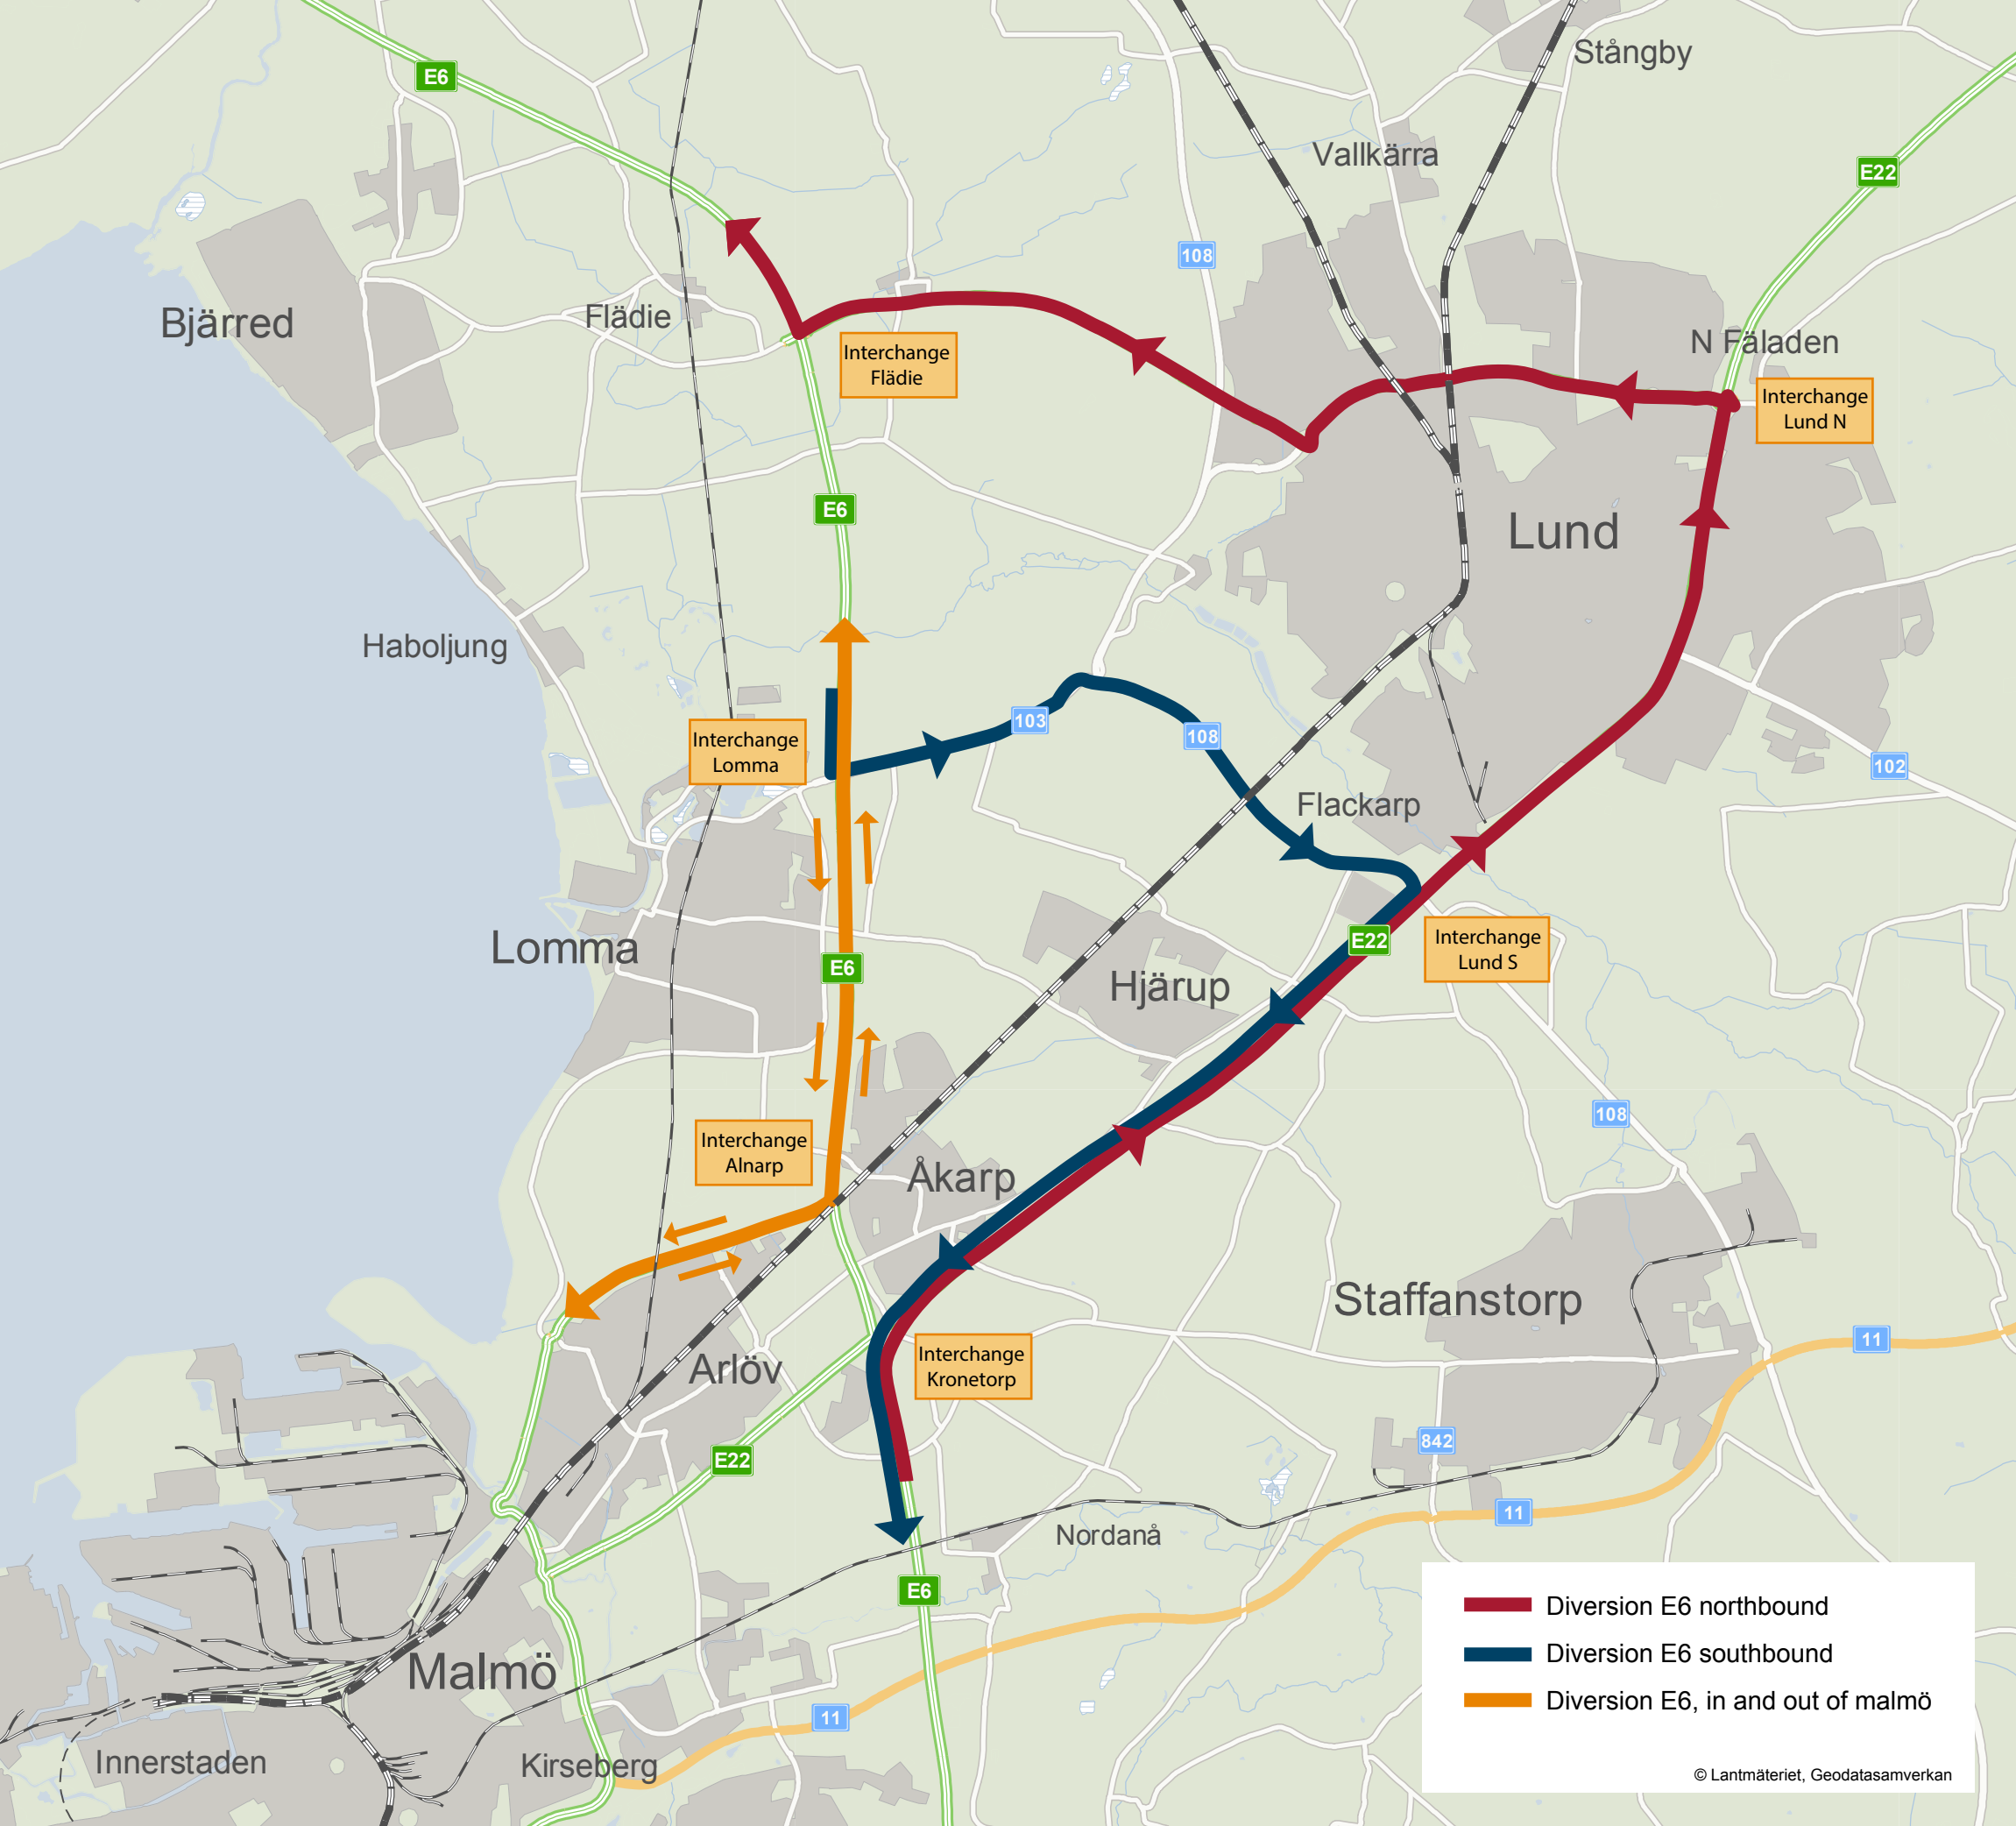 Stångby
E6
Vallkärra
E22
108
Bjärred
Flädie
N Fäladen
Interchange
Flädie
Interchange
Lund N
E6
Lund
Haboljung
103
108
Interchange
Lomma
102
Flackarp
Lomma
E6
E22
Interchange
Lund S
Hjärup
108
Interchange
Alnarp
Åkarp
Staffanstorp
11
Interchange
Kronetorp
Arlöv
842
E22
11
Nordanå
E6
Malmö
11
Innerstaden
Kirseberg
Diversion E6 northbound
Diversion E6 southbound
Diversion E6, in and out of malmö
© Lantmäteriet, Geodatasamverkan